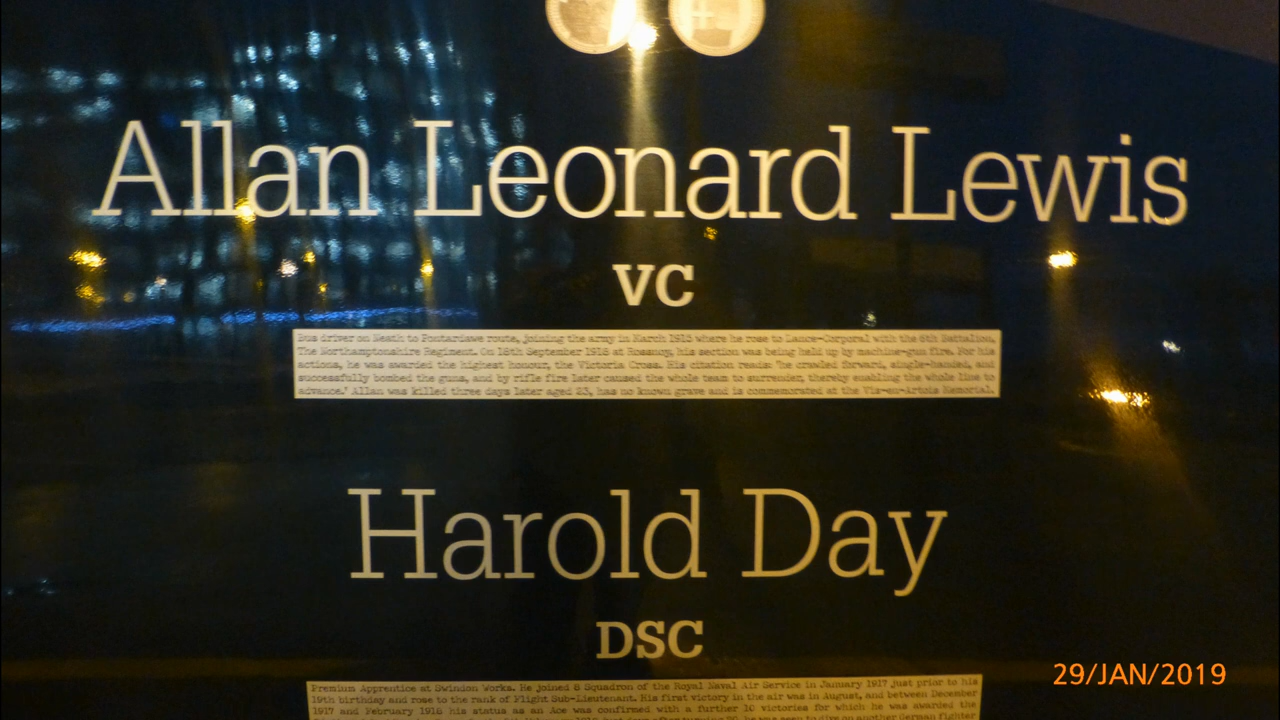 Allan Leonard Lewis
VC
Bus driver on Neath to Pontardawe route, joining the army in March 1915 where he rose to Lance-Corporal with the 6th Battalion,
The Northamptonshire Regiment. On 18th September 1918 at Ronssoy, his section was being held up by machine-gun fire. For his
actions, he was awarded the highest honour, the Victoria Cross. His citation reads: 'he crawled forward, single-handed, and
successfully bombed the guns, and by rifle fire later caused the whole team to surrender, thereby enabling the whole line to
advance.' Allan was killed three days later aged 23, has no known grave and is commemorated at the Vis-en-Artois Memorial.
Harold Day
DSC
Premium Apprentice at Swindon Works. He joined 8 Squadron of the Royal Naval Air Service in January 1917 just prior to his
19th birthday and rose to the rank of Flight Sub-Lieutenant. His first victory in the air was in August, and between December
1917 and February 1918 his status as an Ace was confirmed with a further 10 victories for which he was awarded the
29/JAN/2019